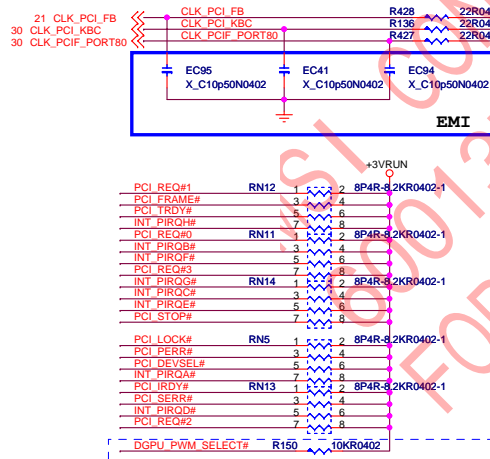 CLK_PCI_FB R428 22R04
21 CLK_PCI_FB
CLK_PCI_KBC R136 22R04
30 CLK_PCI_KBC
CLK_PCIF_PORT80 R427 22R04
30 CLK_PCIF_PORT80
EC95 EC41 EC94
X_C10p50N0402 X_C10p50N0402 X_C10p50N0402
EMI
+3VRUN
PCI_REQ#1 RN12 1 2 8P4R-8.2KR0402-1
PCI_FRAME# 3 4
PCI_TRDY# 5 6
INT_PIRQH# 7 8
PCI_REQ#0 RN11 1 2 8P4R-8.2KR0402-1
INT_PIRQB# 3 4
INT_PIRQF# 5 6
PCI_REQ#3 7 8
INT_PIRQG# RN14 1 2 8P4R-8.2KR0402-1
INT_PIRQC# 3 4
INT_PIRQE# 5 6
PCI_STOP# 7 8
PCI_LOCK# RN5 1 2 8P4R-8.2KR0402-1
PCI_PERR# 3 4
PCI_DEVSEL# 5 6
INT_PIRQA# 7 8
PCI_IRDY# RN13 1 2 8P4R-8.2KR0402-1
PCI_SERR# 3 4
INT_PIRQD# 5 6
PCI_REQ#2 7 8
DGPU_PWM_SELECT# R150 10KR0402
MSI CON
600013
FOR